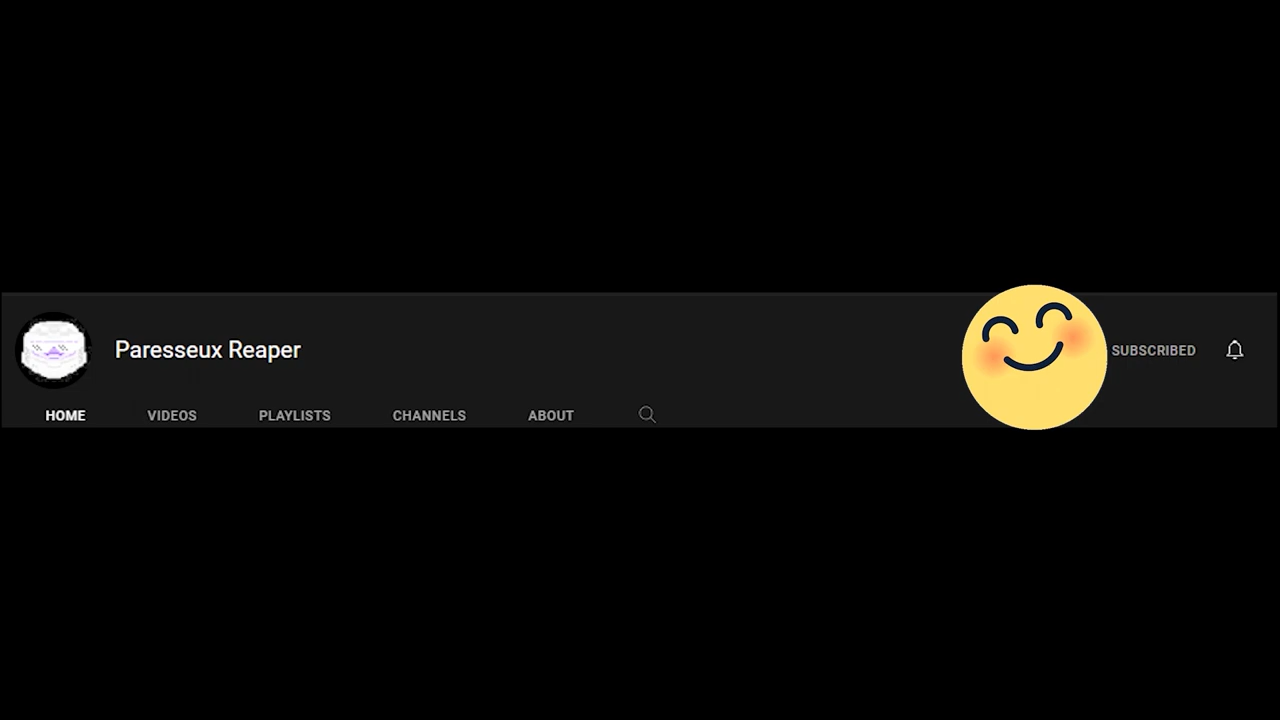 Paresseux Reaper
SUBSCRIBED
HOME VIDEOS PLAYLISTS CHANNELS ABOUT